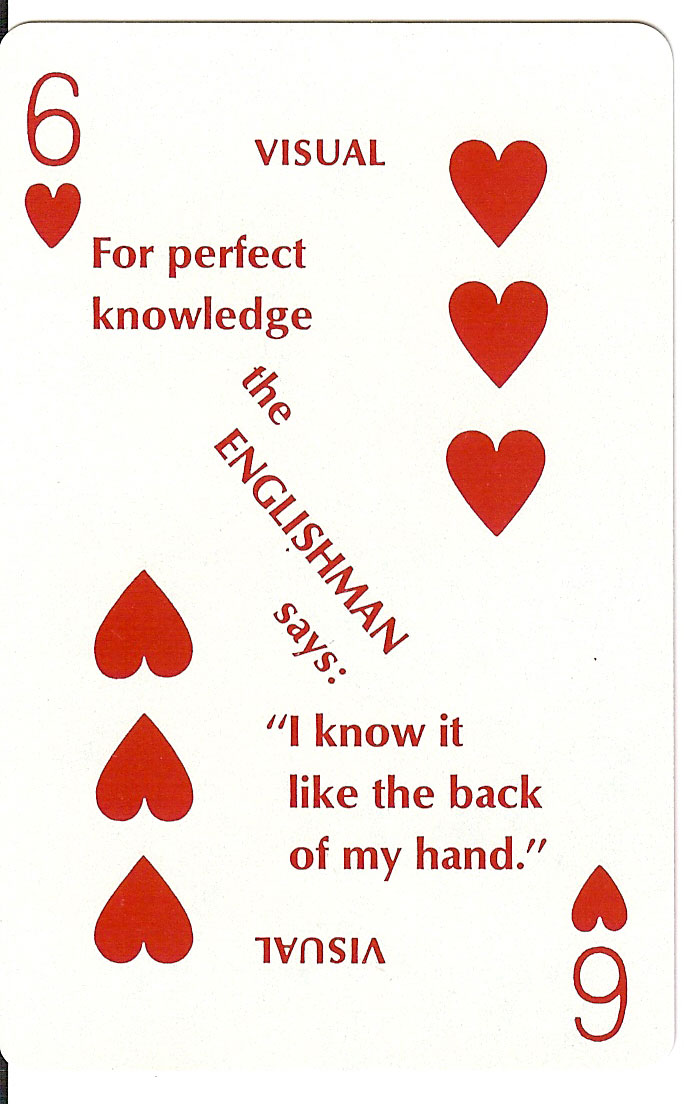 6
VISUAL
For perfect
knowledge
the
ENGLISHMAN
says:
"I know it
like the back
of my hand."
VISUAL
6